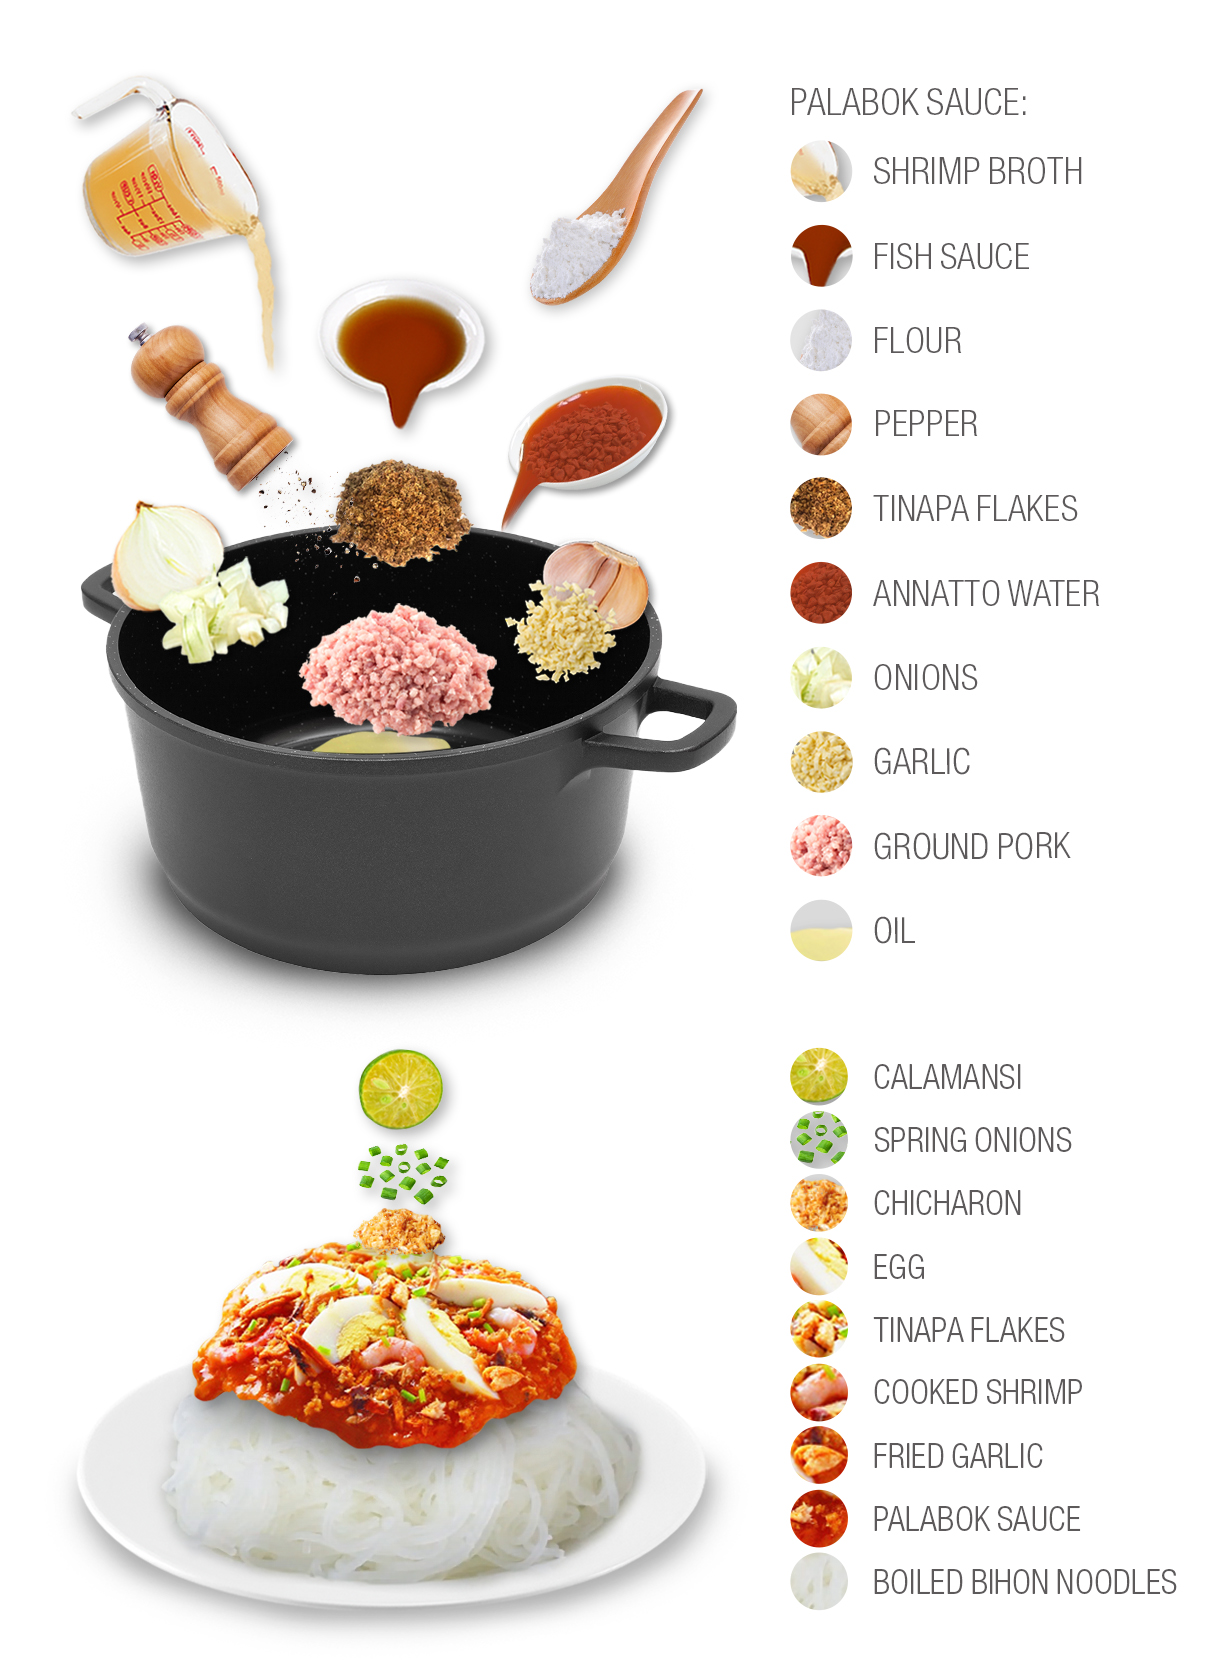 PALABOK SAUCE:
SHRIMP BROTH
FISH SAUCE
FLOUR
PEPPER
TINAPA FLAKES
ANNATTO WATER
ONIONS
GARLIC
GROUND PORK
OIL
CALAMANSI
SPRING ONIONS
CHICHARON
EGG
TINAPA FLAKES
COOKED SHRIMP
FRIED GARLIC
PALABOK SAUCE
BOILED BIHON NOODLES